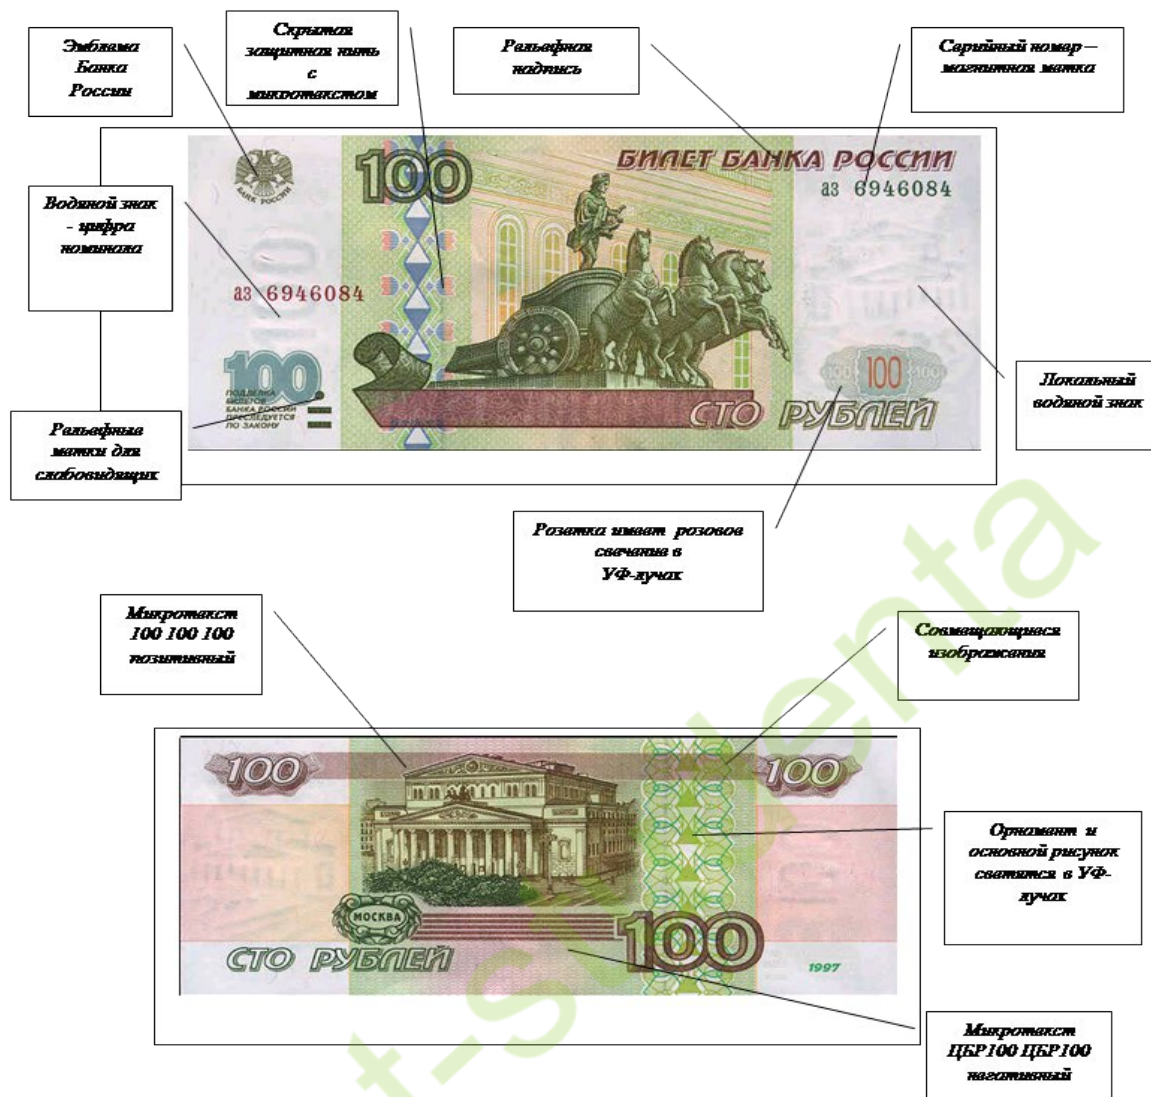 Эмблема
Банка
России
Скрытая
защитная нить
с
микротекстом
Рельефная
надпись
Серийный номер –
магнитная метка
Водяной знак
- цифра
номинала
БАНК РОССИИ
100
БИЛЕТ БАНКА РОССИИ
аз 6946084
100
аз 6946084
100
ПОДДЕЛКА
БИЛЕТОВ
БАНКА РОССИИ
ПРЕСЛЕДУЕТСЯ
ПО ЗАКОНУ
100 100 100
СТО РУБЛЕЙ
Локальный
водяной знак
Рельефные
метки для
слабовидящих
Розетка имеет розовое
свечение в
УФ-лучах
Микротекст
100 100 100
позитивный
Совмещающиеся
изображения
100
100
МОСКВА
СТО РУБЛЕЙ
100
1997
Орнамент и
основной рисунок
светятся в УФ-
лучах
Микротекст
ЦБР100 ЦБР100
негативный